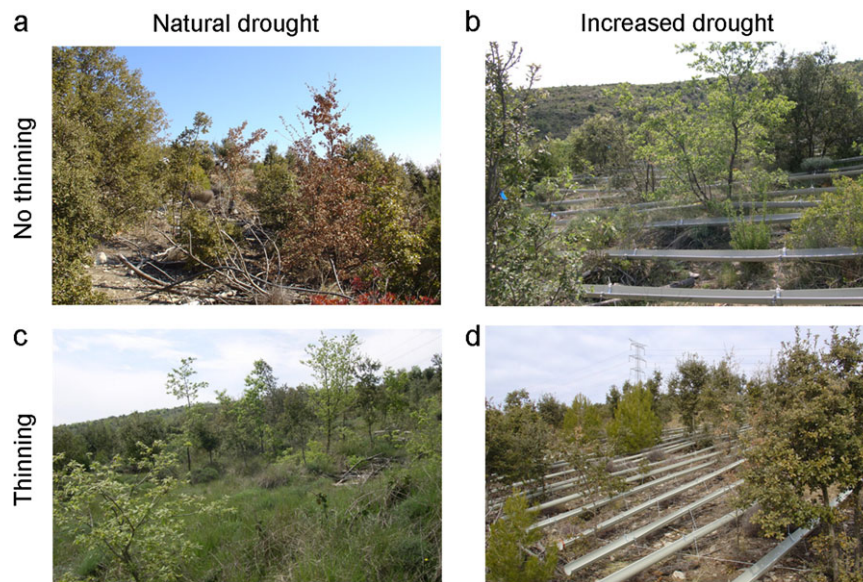 a Natural drought
b Increased drought
No thinning
c
d
Thinning